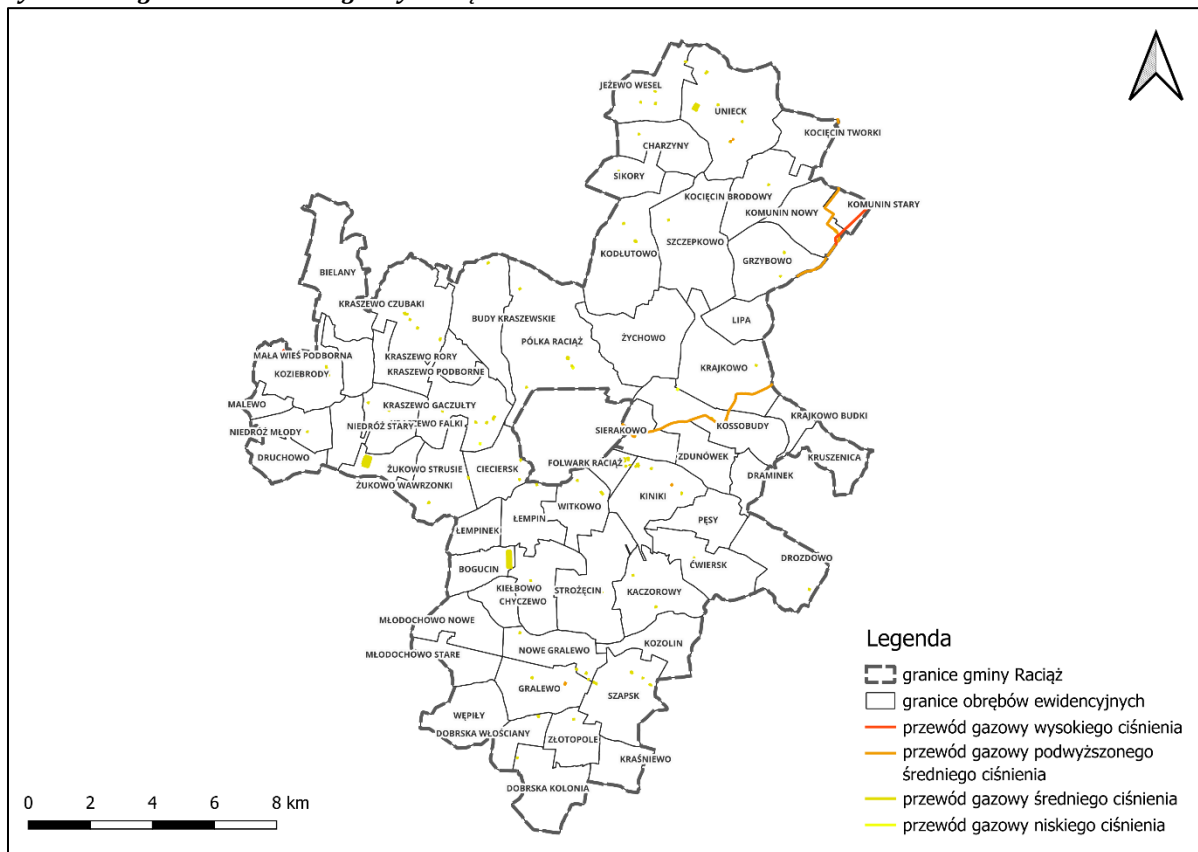 JEŻEWO WESEL
UNIECK
KOCIĘCIN TWORKI
CHARZYNY
SIKORY
KOCIĘCIN BRODOWY
KOMUNIN STARY
KOMUNIN NOWY
SZCZEPKOWO
KODŁUTOWO
GRZYBOWO
BIELANY
KRASZEWO CZUBAKI
BUDY KRASZEWSKIE
LIPA
PÓLKA RACIĄŻ
ŻYCHOWO
MAŁA WIEŚ PODBORNA
KRASZEWO RORY
KOZIEBRODY
KRASZEWO PODBORNE
KRAJKOWO
MALEWO
KRASZEWO GACZUŁTY
KRAJKOWO BUDKI
NIEDRÓŻ MŁODY
NIEDRÓŻ STARY
FALKI
SIERAKOWO
KOSSOBUDY
DRUCHOWO
ZDUNÓWEK
KRUSZENICA
ŻUKOWO STRUSIE
CIECIERSK
FOLWARK RACIĄŻ
DRAMINEK
ŻUKOWO WAWRZONKI
KINIKI
WITKOWO
ŁEMPIN
PĘSY
ŁEMPINEK
DROZDOWO
BOGUCIN
ĆWIERSK
KIEŁBOWO
STROŻĘCIN
KACZOROWY
CHYCZEWO
MŁODOCHOWO NOWE
KOZOLIN
NOWE GRALEWO
MŁODOCHOWO STARE
GRALEWO
SZAPSK
WĘPIŁY
DOBRSKA WŁOŚCIANY
ZŁOTOPOLE
KRAŚNIEWO
DOBRSKA KOLONIA
0 2 4 6 8 km
Legenda
granice gminy Raciąż
granice obrębów ewidencyjnych
przewód gazowy wysokiego ciśnienia
przewód gazowy podwyższonego
średniego ciśnienia
przewód gazowy średniego ciśnienia
przewód gazowy niskiego ciśnienia